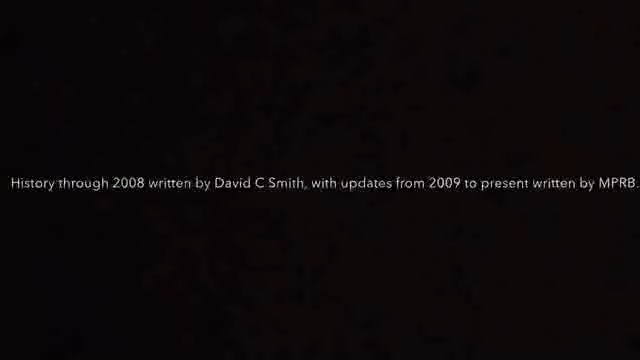 History through 2008 written by David C Smith, with updates from 2009 to present written by MPRB.